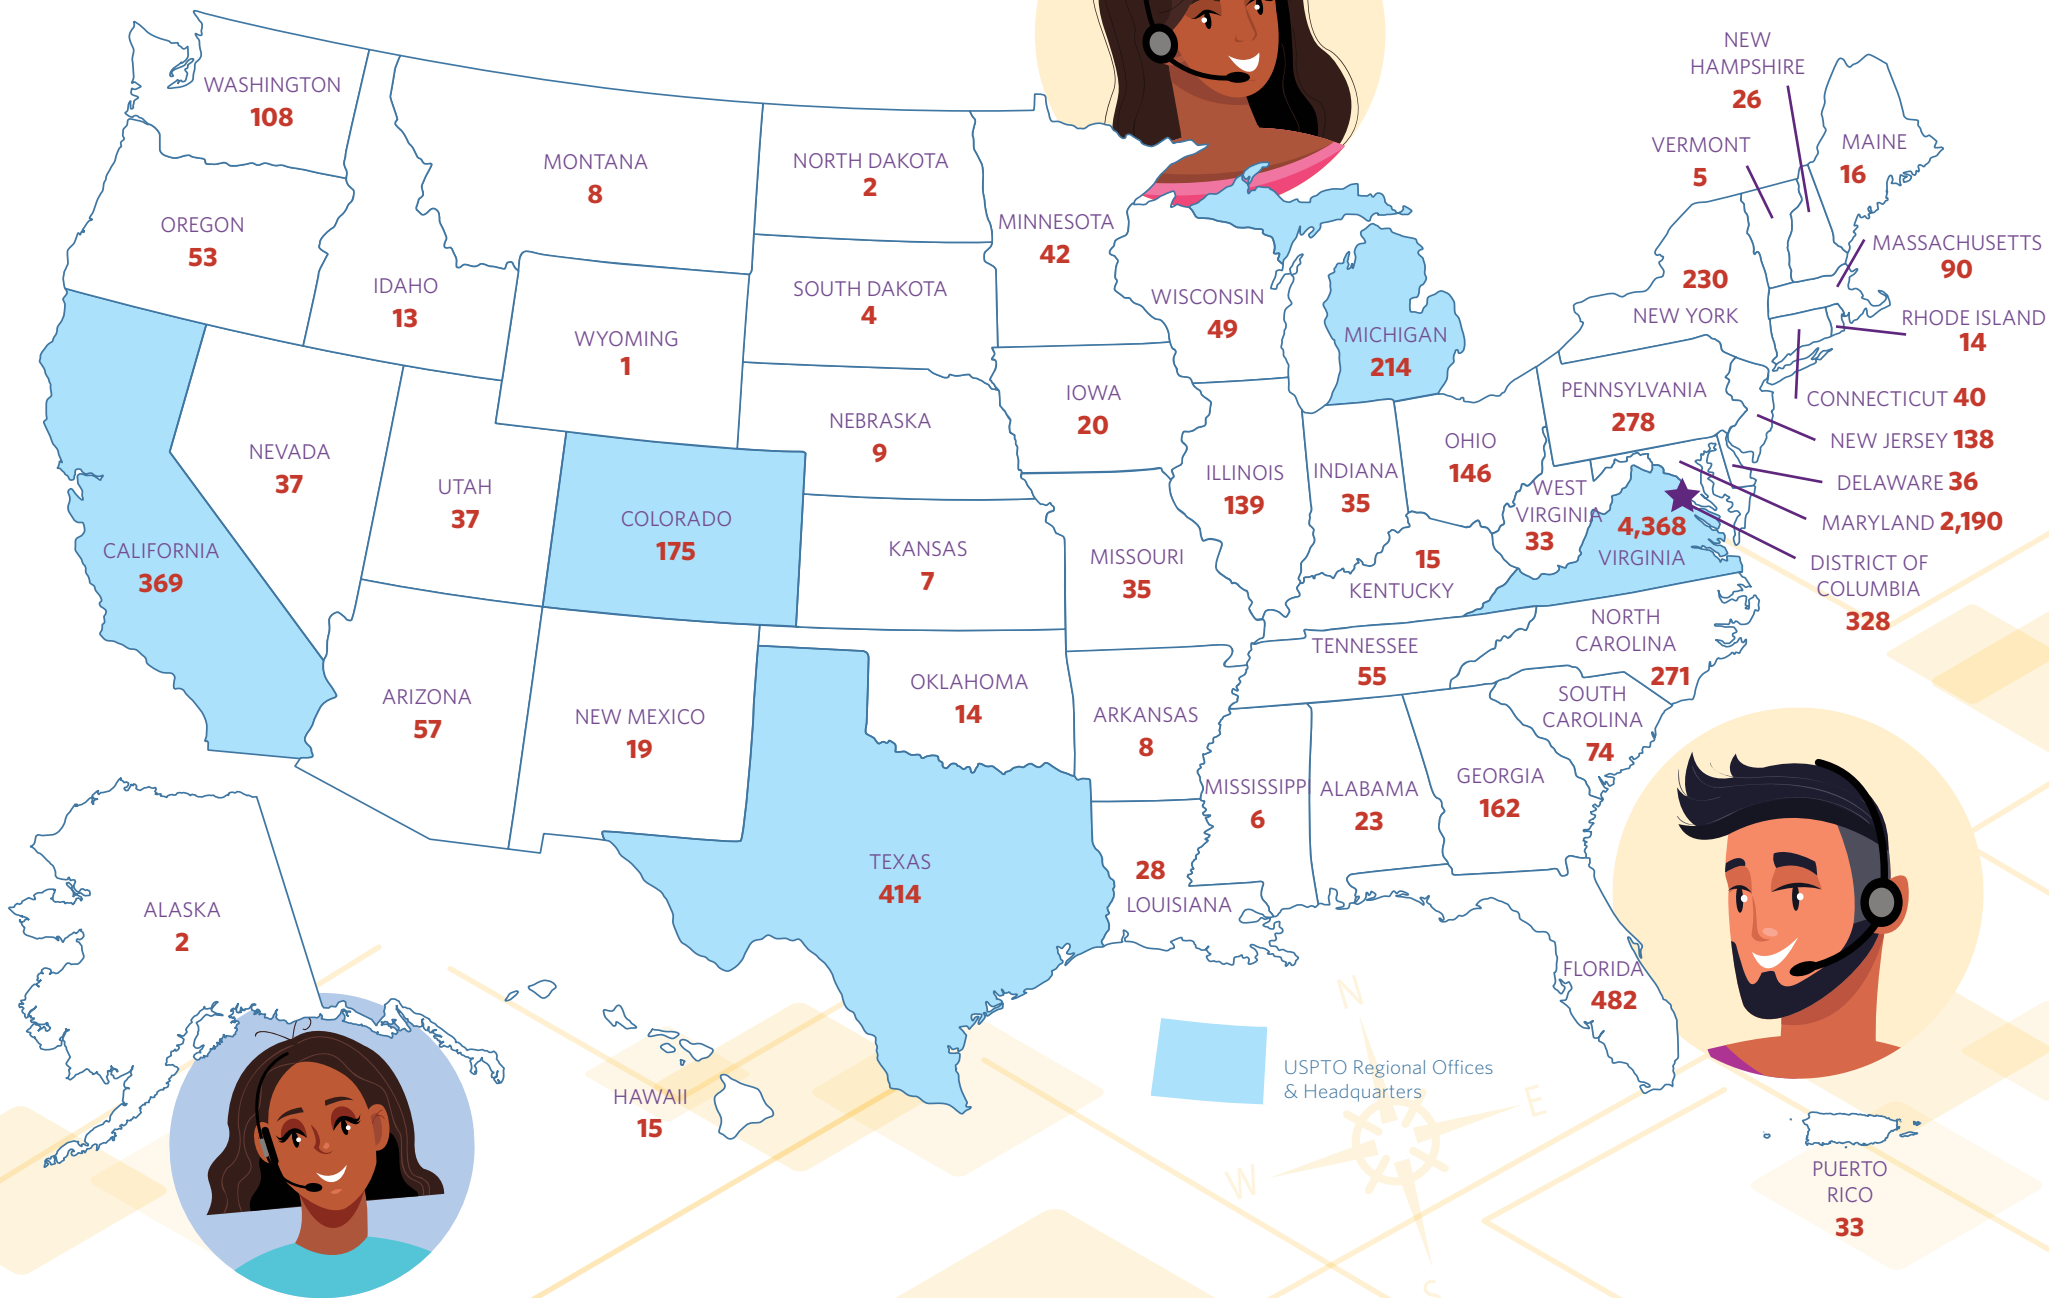 WASHINGTON
108
OREGON
53
CALIFORNIA
369
NEVADA
37
IDAHO
13
MONTANA
8
WYOMING
1
UTAH
37
COLORADO
175
ARIZONA
57
NEW MEXICO
19
NORTH DAKOTA
2
SOUTH DAKOTA
4
NEBRASKA
9
KANSAS
7
OKLAHOMA
14
TEXAS
414
MINNESOTA
42
IOWA
20
MISSOURI
35
ARKANSAS
8
28
LOUISIANA
WISCONSIN
49
ILLINOIS
139
MICHIGAN
214
INDIANA
35
OHIO
146
15
KENTUCKY
TENNESSEE
55
MISSISSIPPI
6
ALABAMA
23
GEORGIA
162
FLORIDA
482
SOUTH
CAROLINA
74
NORTH
CAROLINA
271
WEST
VIRGINIA
33
4,368
VIRGINIA
PENNSYLVANIA
278
230
NEW YORK
VERMONT
5
NEW
HAMPSHIRE
26
MAINE
16
MASSACHUSETTS
90
RHODE ISLAND
14
CONNECTICUT 40
NEW JERSEY 138
DELAWARE 36
MARYLAND 2,190
DISTRICT OF
COLUMBIA
328
ALASKA
2
HAWAII
15
PUERTO
RICO
33
USPTO Regional Offices
& Headquarters
N
E
W
S